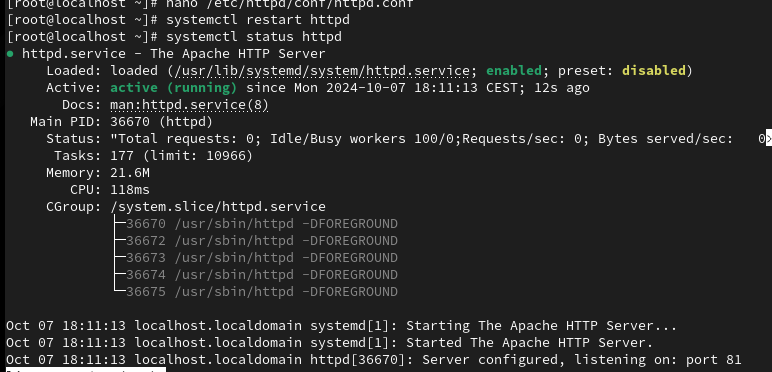 [root@localhost ~]# nano /etc/httpd/conf/httpd.conf
[root@localhost ~]# systemctl restart httpd
[root@localhost ~]# systemctl status httpd
● httpd.service - The Apache HTTP Server
Loaded: loaded (/usr/lib/systemd/system/httpd.service; enabled; preset: disabled)
Active: active (running) since Mon 2024-10-07 18:11:13 CEST; 12s ago
Docs: man:httpd.service(8)
Main PID: 36670 (httpd)
Status: "Total requests: 0; Idle/Busy workers 100/0;Requests/sec: 0; Bytes served/sec:   0>
Tasks: 177 (limit: 10966)
Memory: 21.6M
CPU: 118ms
CGroup: /system.slice/httpd.service
├─36670 /usr/sbin/httpd -DFOREGROUND
├─36672 /usr/sbin/httpd -DFOREGROUND
├─36673 /usr/sbin/httpd -DFOREGROUND
├─36674 /usr/sbin/httpd -DFOREGROUND
└─36675 /usr/sbin/httpd -DFOREGROUND
Oct 07 18:11:13 localhost.localdomain systemd[1]: Starting The Apache HTTP Server...
Oct 07 18:11:13 localhost.localdomain systemd[1]: Started The Apache HTTP Server.
Oct 07 18:11:13 localhost.localdomain httpd[36670]: Server configured, listening on: port 81